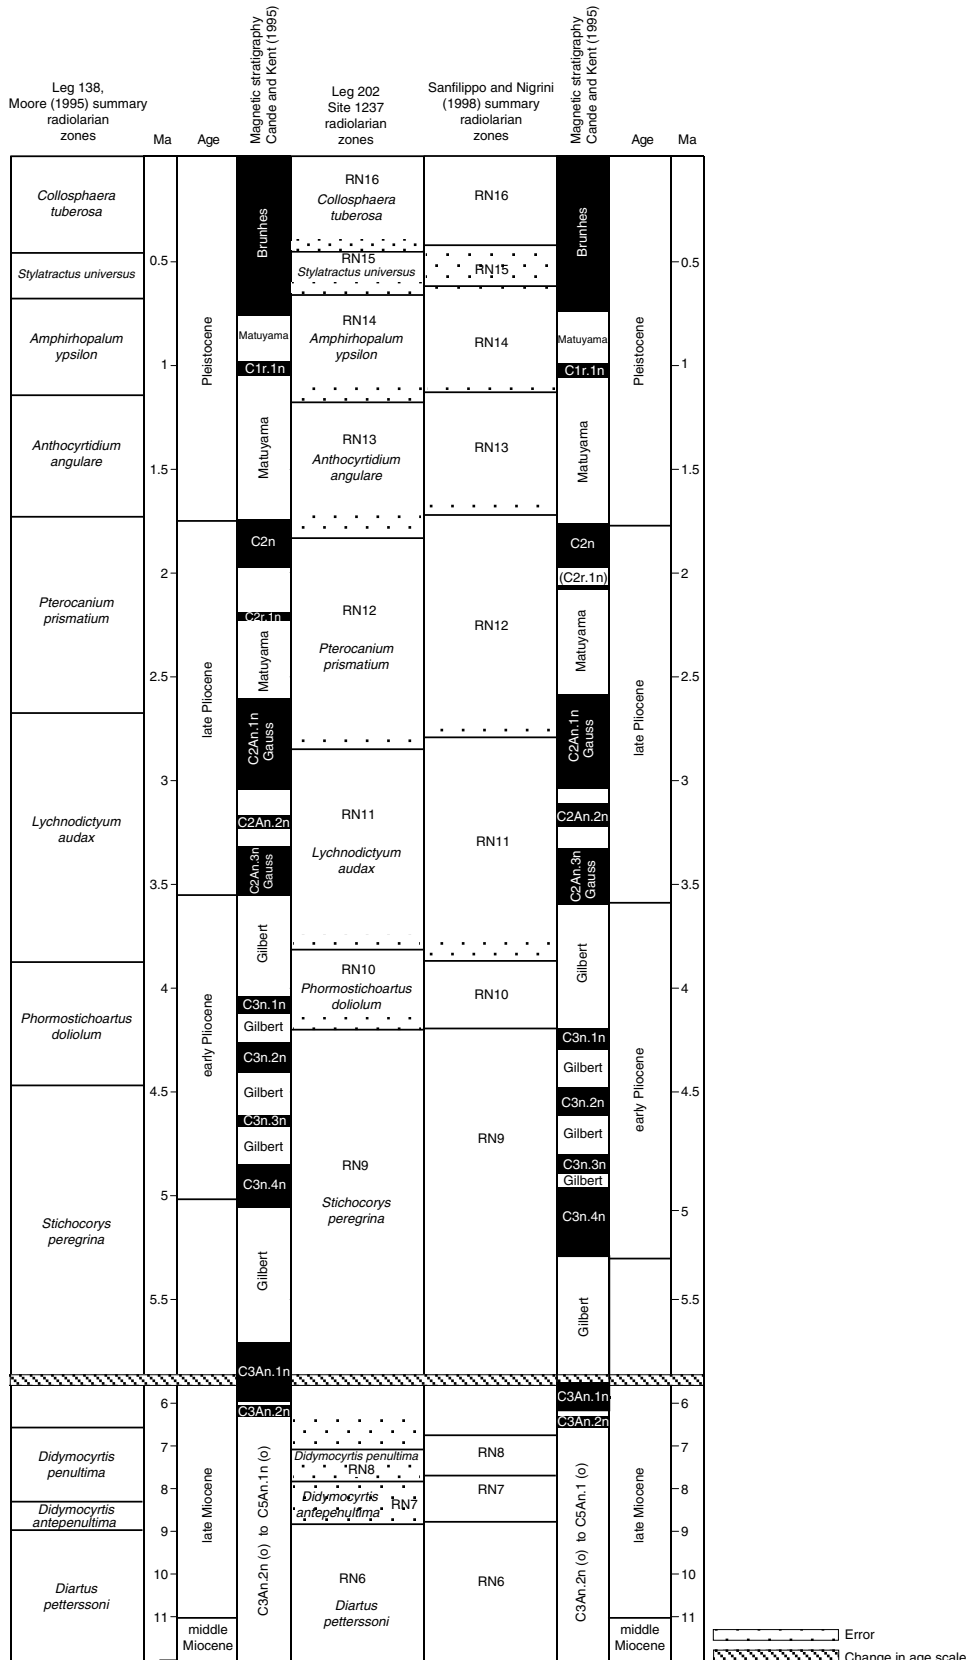 Leg 138,
Moore (1995) summary
radiolarian
zones
Ma
Age
Magnetic stratigraphy
Cande and Kent (1995)
Leg 202
Site 1237
radiolarian
zones
Sanfilippo and Nigrini
(1998) summary
radiolarian
zones
Magnetic stratigraphy
Cande and Kent (1995)
Age
Ma
Collosphaera
tuberosa
Stylatractus universus
Amphirhopalum
ypsilon
Anthocyrtidium
angulare
Pterocanium
prismatium
Lychnodictyum
audax
Phormostichoartus
doliolum
Stichocorys
peregrina
Didymocyrtis
penultima
Didymocyrtis
antepenultima
Diartus
petterssoni
0.5
1
1.5
2
2.5
3
3.5
4
4.5
5
5.5
6
7
8
9
10
11
Pleistocene
late Pliocene
early Pliocene
late Miocene
middle
Miocene
Brunhes
Matuyama
C1r.1n
Matuyama
C2n
C2r.1n
Matuyama
C2An.1n
Gauss
C2An.2n
C2An.3n
Gauss
Gilbert
C3n.1n
Gilbert
C3n.2n
Gilbert
C3n.3n
Gilbert
C3n.4n
Gilbert
C3An.1n
C3An.2n
C3An.2n (o) to C5An.1n (o)
RN16
Collosphaera
tuberosa
RN15
Stylatractus universus
RN14
Amphirhopalum
ypsilon
RN13
Anthocyrtidium
angulare
RN12
Pterocanium
prismatium
RN11
Lychnodictyum
audax
RN10
Phormostichoartus
doliolum
RN9
Stichocorys
peregrina
Didymocyrtis penultima
RN8
Didymocyrtis
antepenultima
RN7
RN6
Diartus
petterssoni
RN16
RN15
RN14
RN13
RN12
RN11
RN10
RN9
RN8
RN7
RN6
Brunhes
Matuyama
C1r.1n
Matuyama
C2n
(C2r.1n)
Matuyama
C2An.1n
Gauss
C2An.2n
C2An.3n
Gauss
Gilbert
C3n.1n
Gilbert
C3n.2n
Gilbert
C3n.3n
Gilbert
C3n.4n
Gilbert
C3An.1n
C3An.2n
C3An.2n (o) to C5An.1 (o)
Pleistocene
late Pliocene
early Pliocene
late Miocene
middle
Miocene
0.5
1
1.5
2
2.5
3
3.5
4
4.5
5
5.5
6
7
8
9
10
11
Error
Change in age scale